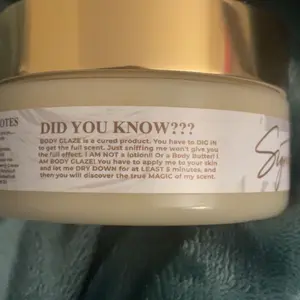 NOTES
DID YOU KNOW???
BODY GLAZE is a cured product. You have to DIG IN
to get the full scent. Just sniffing me won't give you
the full effect. I AM NOT a lotion!! Or a Body Butter! I
AM BODY GLAZE! You have to apply me to your skin
and let me DRY DOWN for at LEAST 5 minutes, and
then you will discover the true MAGIC of my scent.